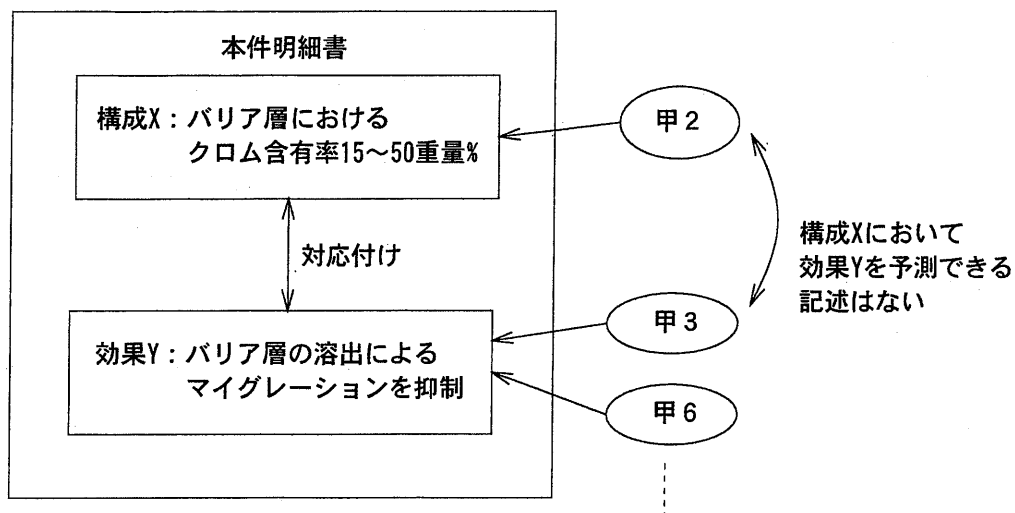 本件明細書
構成X：バリア層における
クロム含有率15～50重量%
対応付け
効果Y：バリア層の溶出による
マイグレーションを抑制
甲2
甲3
甲6
構成Xにおいて
効果Yを予測できる
記述はない